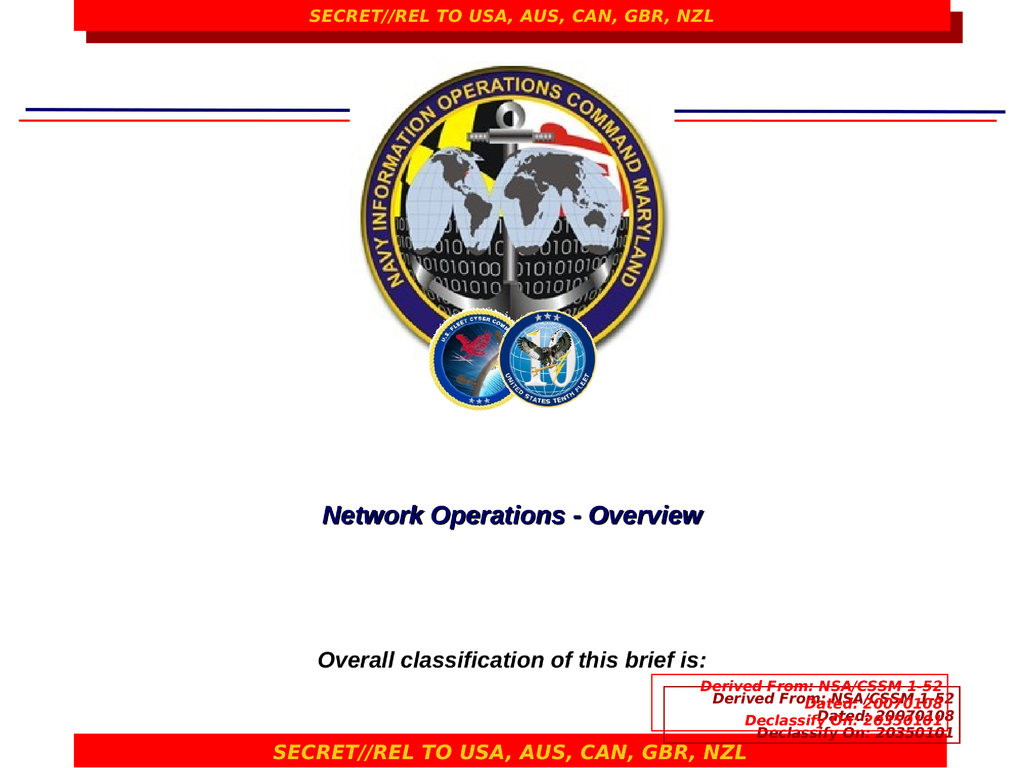 SECRET//REL TO USA, AUS, CAN, GBR, NZL
NAVY INFORMATION OPERATIONS COMMAND MARYLAND
U.S. FLEET CYBER
10
UNITED STATES TENTH FLEET
Network Operations - Overview
Overall classification of this brief is:
Derived From: NSA/CSSM 1-52
Dated: 20070108
Declassify On: 20350101
Derived From: NSA/CSSM 1-52
Dated: 20070108
Declassify On: 20350101
SECRET//REL TO USA, AUS, CAN, GBR, NZL